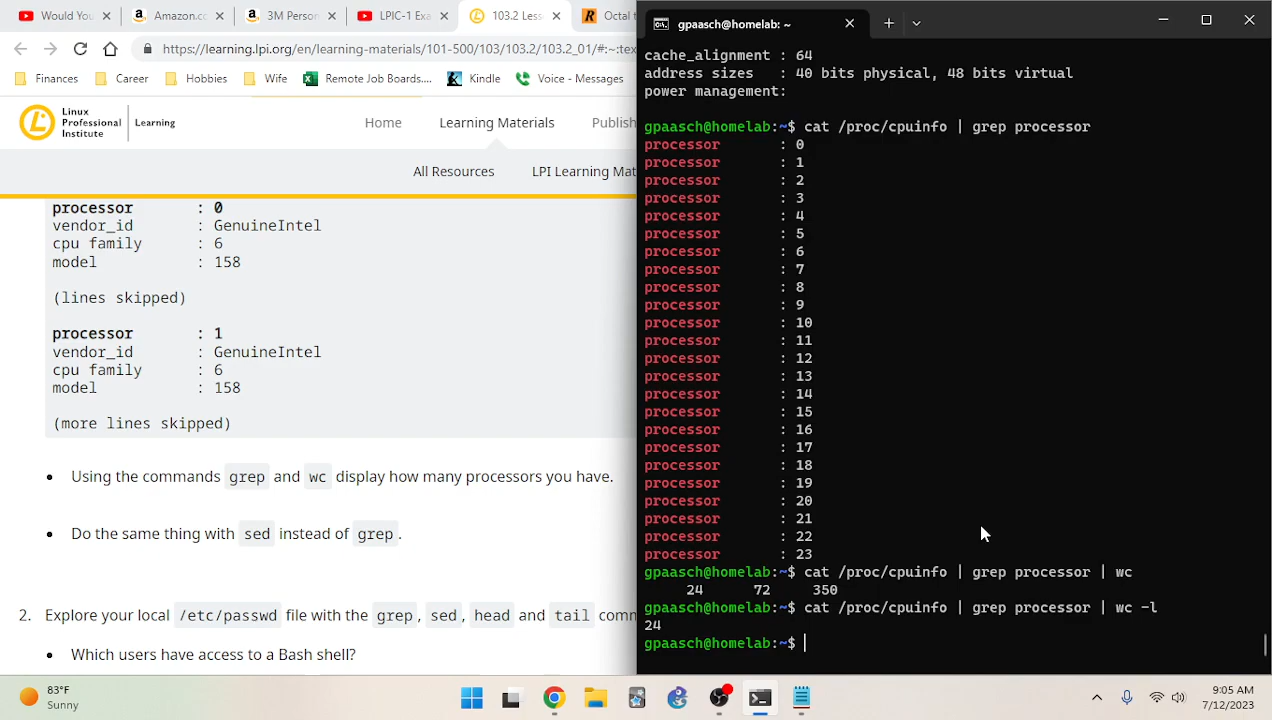 You
Amazon.cc
3M Person
LPIC-1 Exa
103.2 Less
Octal t
gpaasch@homelab: ~
https://learning.lpi.org/en/learning-materials/101-500/103/103.2/103.2_01/#:~:tex
Finances
Career
Hobbies
Wife
Remote Job Boards....
Kindle
Voice - Messages
Linux
Professional
Institute
Learning
Home
Learning Materials
Publish
All Resources
LPI Learning Mat
processor : 0
vendor_id : GenuineIntel
cpu family : 6
model : 158
(lines skipped)
processor : 1
vendor_id : GenuineIntel
cpu family : 6
model : 158
(more lines skipped)
• Using the commands grep and wc display how many processors you have.
• Do the same thing with sed instead of grep.
2. Explore your local /etc/passwd file with the grep, sed, head and tail comm
• Which users have access to a Bash shell?
cache_alignment : 64
address sizes : 40 bits physical, 48 bits virtual
power management:
gpaasch@homelab:~$ cat /proc/cpuinfo | grep processor
processor : 0
processor : 1
processor : 2
processor : 3
processor : 4
processor : 5
processor : 6
processor : 7
processor : 8
processor : 9
processor : 10
processor : 11
processor : 12
processor : 13
processor : 14
processor : 15
processor : 16
processor : 17
processor : 18
processor : 19
processor : 20
processor : 21
processor : 22
processor : 23
gpaasch@homelab:~$ cat /proc/cpuinfo | grep processor | wc
24 72 350
gpaasch@homelab:~$ cat /proc/cpuinfo | grep processor | wc -l
24
gpaasch@homelab:~$
83°F
Sunny
9:05 AM
7/12/2023